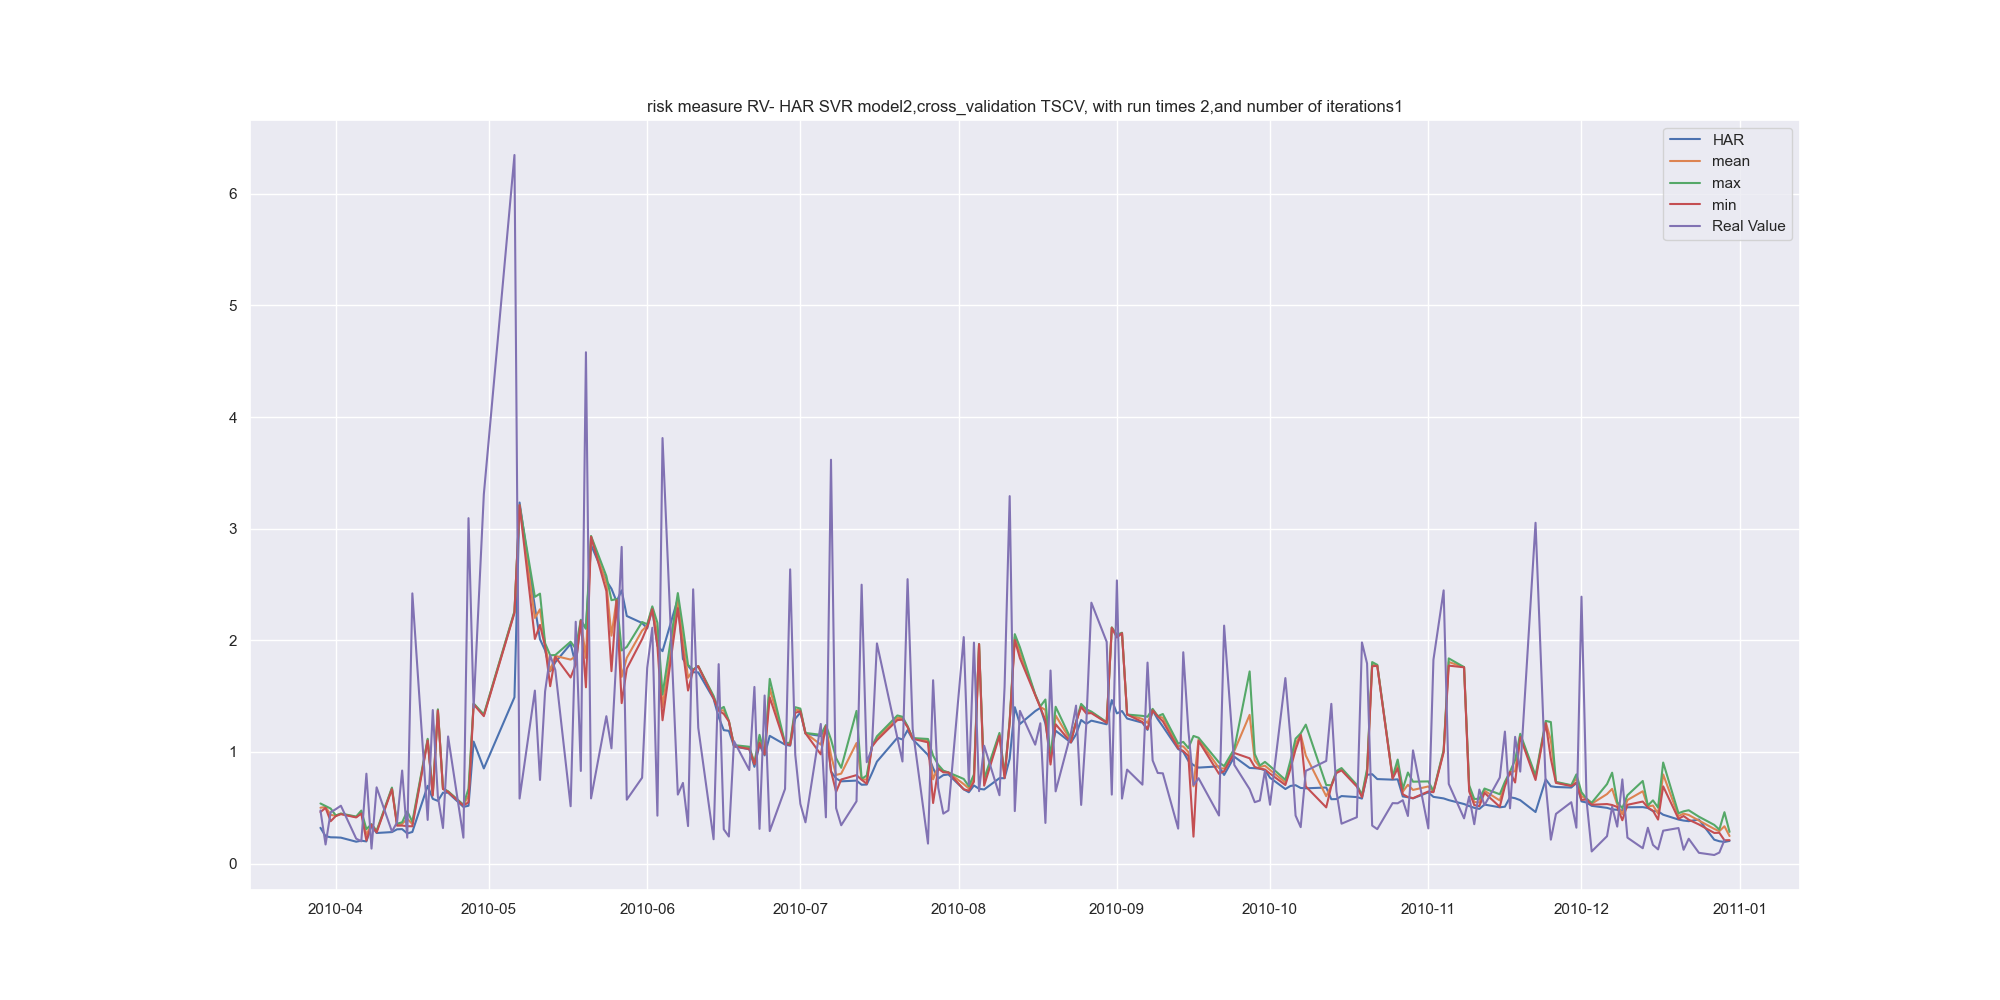 risk measure RV- HAR SVR model2,cross_validation TSCV, with run times 2,and number of iterations1
HAR
mean
max
min
Real Value
6
5
4
3
2
1
0
2010-04 2010-05 2010-06 2010-07 2010-08 2010-09 2010-10 2010-11 2010-12 2011-01